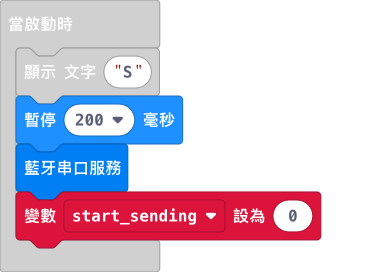 當啟動時
顯示 文字 "S"
暫停 200 毫秒
藍牙串口服務
變數 start_sending 設為 0